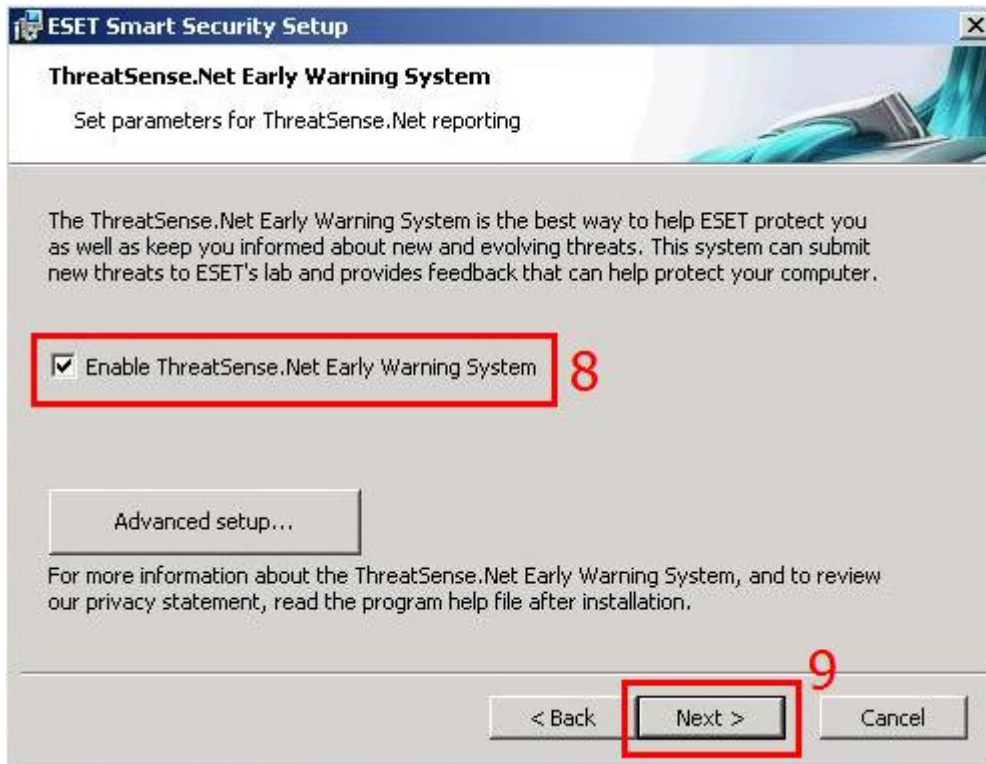 ESET Smart Security Setup
ThreatSense.Net Early Warning System
Set parameters for ThreatSense.Net reporting
The ThreatSense.Net Early Warning System is the best way to help ESET protect you
as well as keep you informed about new and evolving threats. This system can submit
new threats to ESET's lab and provides feedback that can help protect your computer.
Enable ThreatSense.Net Early Warning System 8
Advanced setup...
For more information about the ThreatSense.Net Early Warning System, and to review
our privacy statement, read the program help file after installation.
9
< Back Next > Cancel